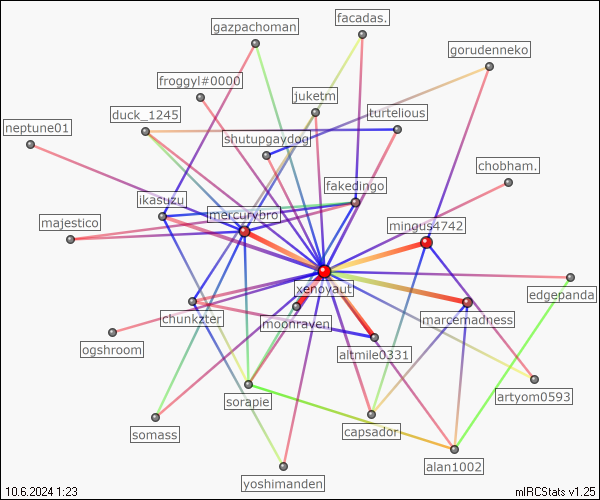 facadas.
gazpachoman
gorudenneko
froggyl#0000
juketm
duck_1245
turtelious
neptune01
shutupgaydog
chobham.
fakedingo
ikasuzu
mercurybro
majestico
mingus4742
xenoyaut
edgepanda
chunkzter
moonraven
marcemadness
ogshroom
altmile0331
artyom0593
sorapie
somass
capsador
alan1002
yoshimanden
10.6.2024 1:23
mIRCStats v1.25